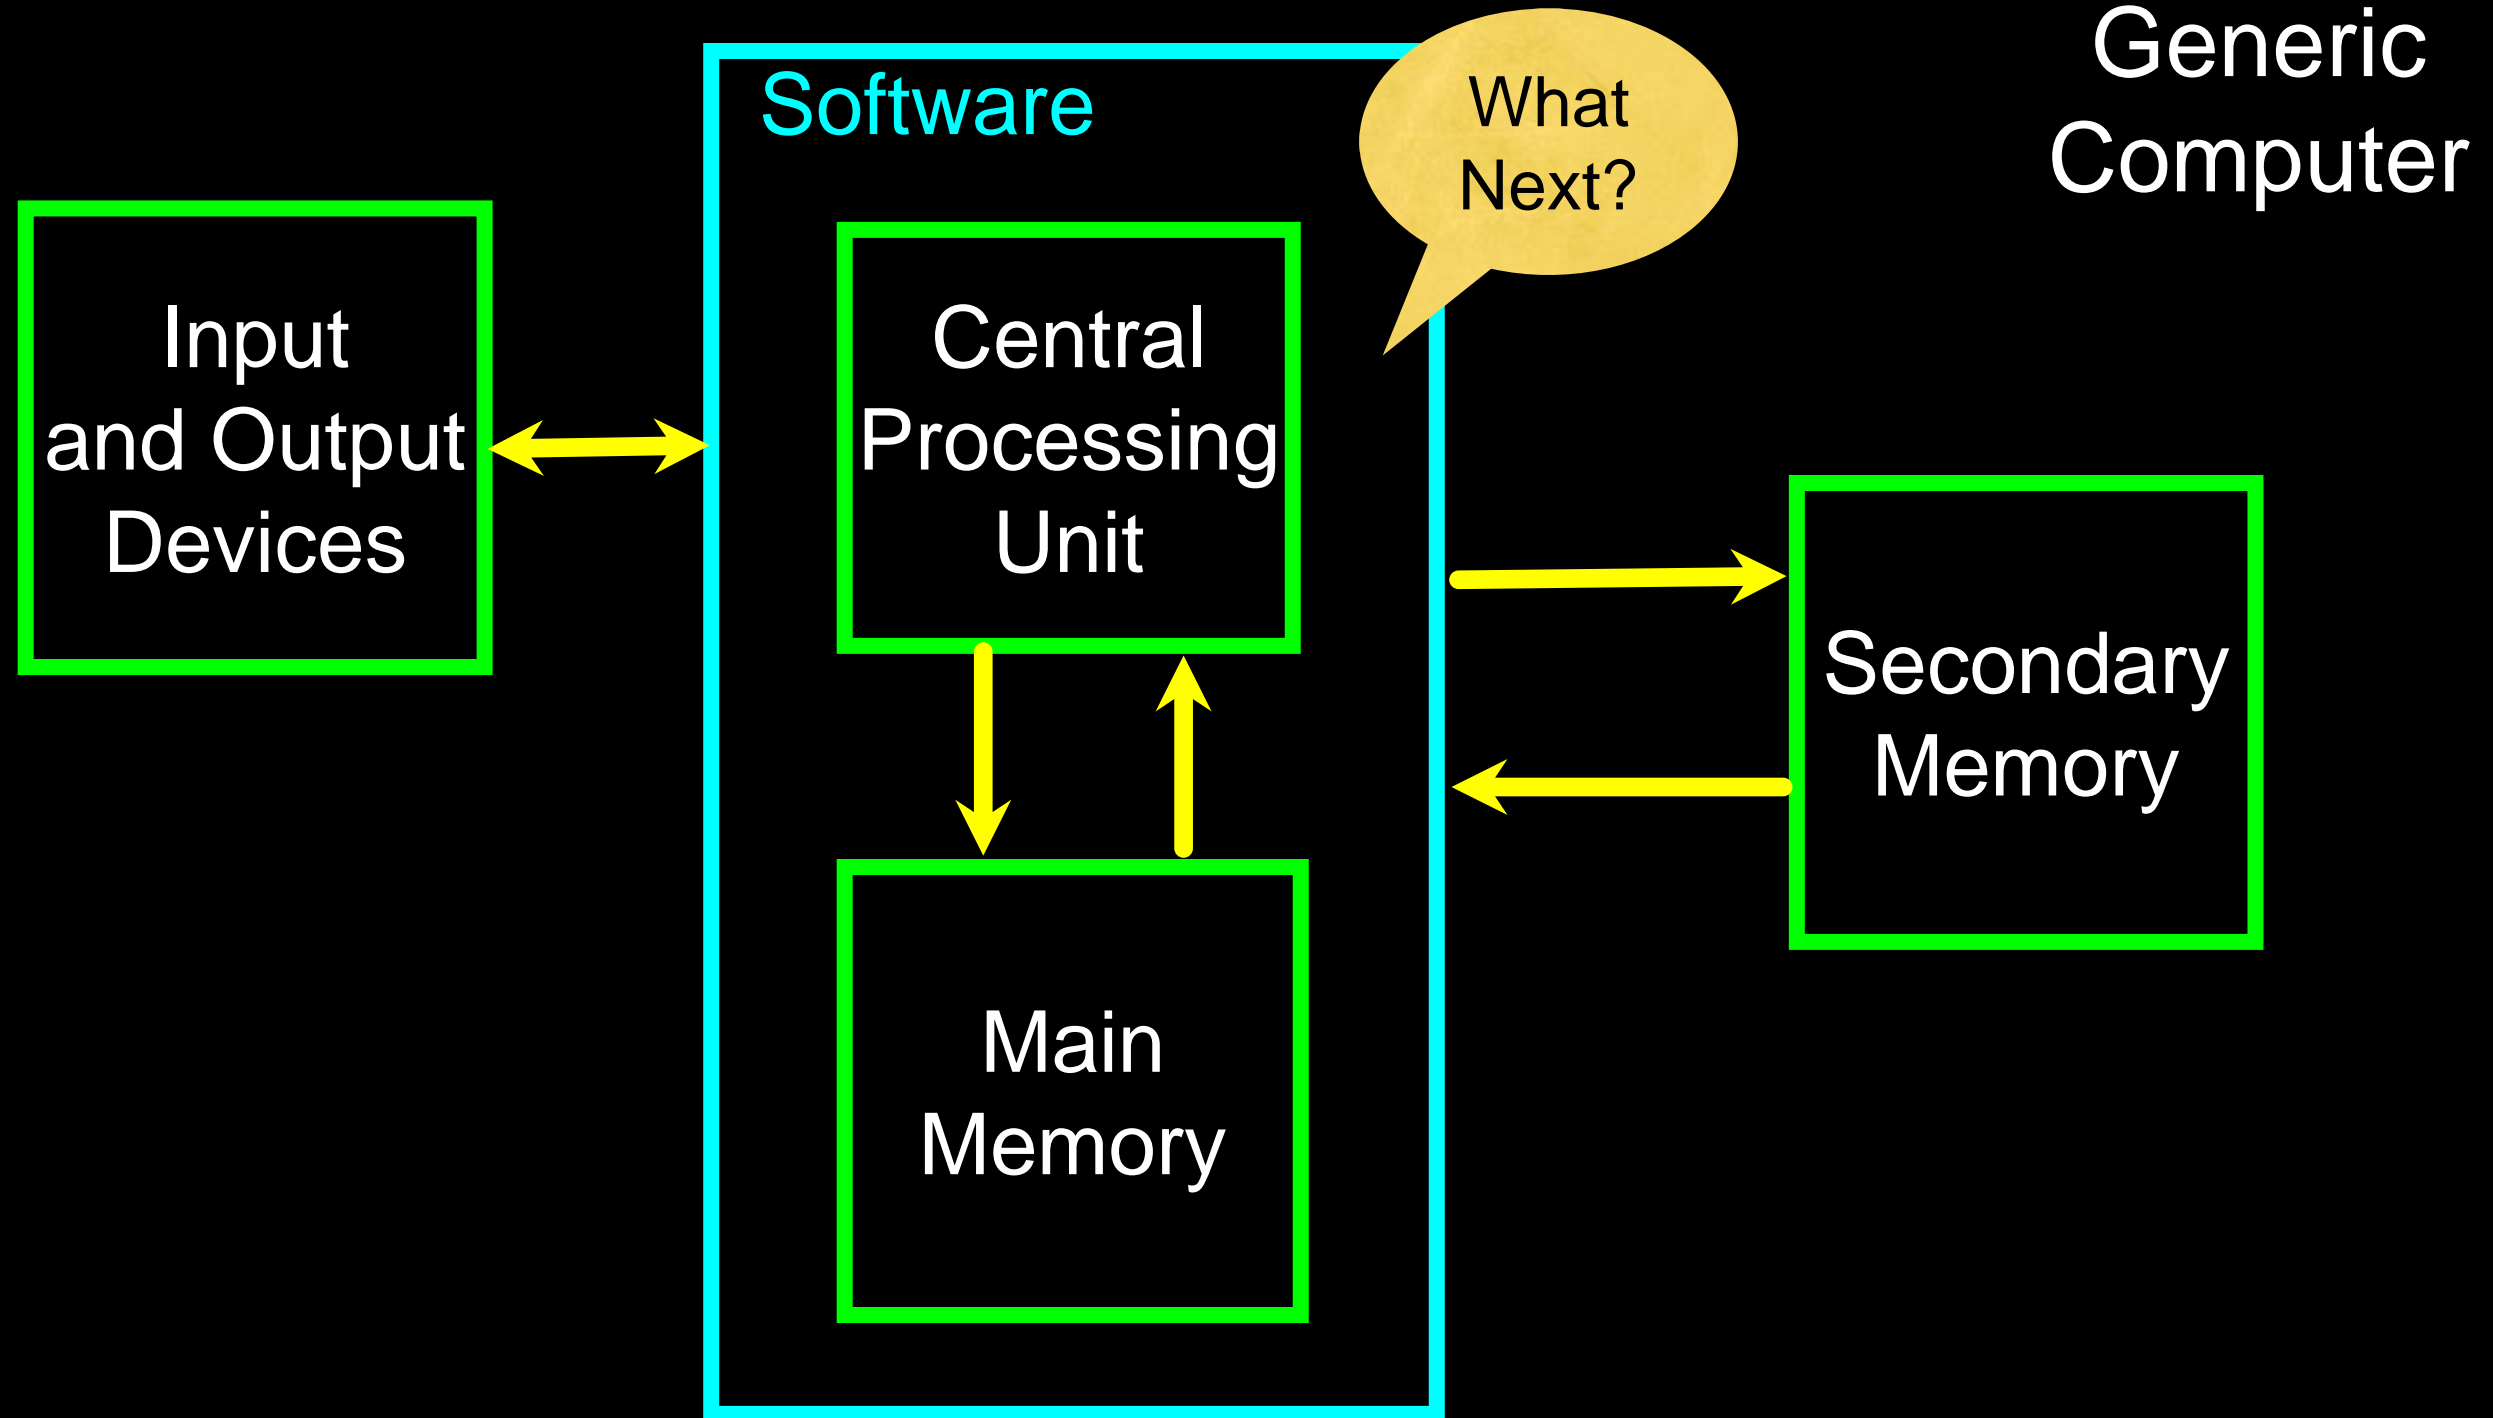 Generic
Computer
Software
What
Next?
Input
and Output
Devices
Central
Processing
Unit
Secondary
Memory
Main
Memory